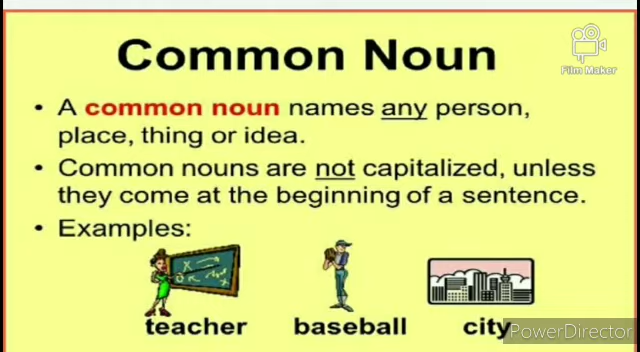 Common Noun
Film Maker
• A common noun names any person,
place, thing or idea.
• Common nouns are not capitalized, unless
they come at the beginning of a sentence.
• Examples:
teacher baseball city
PowerDirector